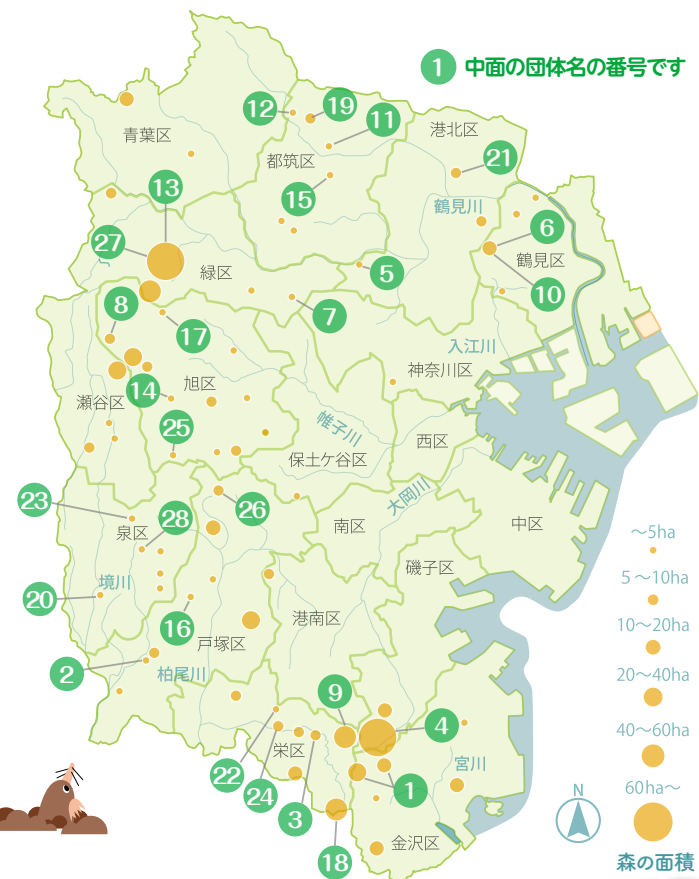 1 中面の団体名の番号です
12
19
11
青葉区
都筑区
港北区
21
13
15
鶴見川
6
27
緑区
5
鶴見区
10
8
7
17
入江川
14
旭区
神奈川区
瀬谷区
25
帷子川
西区
保土ケ谷区
23
28
26
大岡川
泉区
南区
中区
境川
磯子区
20
16
港南区
戸塚区
2
柏尾川
9
4
栄区
宮川
22
24
3
1
18
金沢区
〜5ha
5〜10ha
10〜20ha
20〜40ha
40〜60ha
60ha〜
N
森の面積